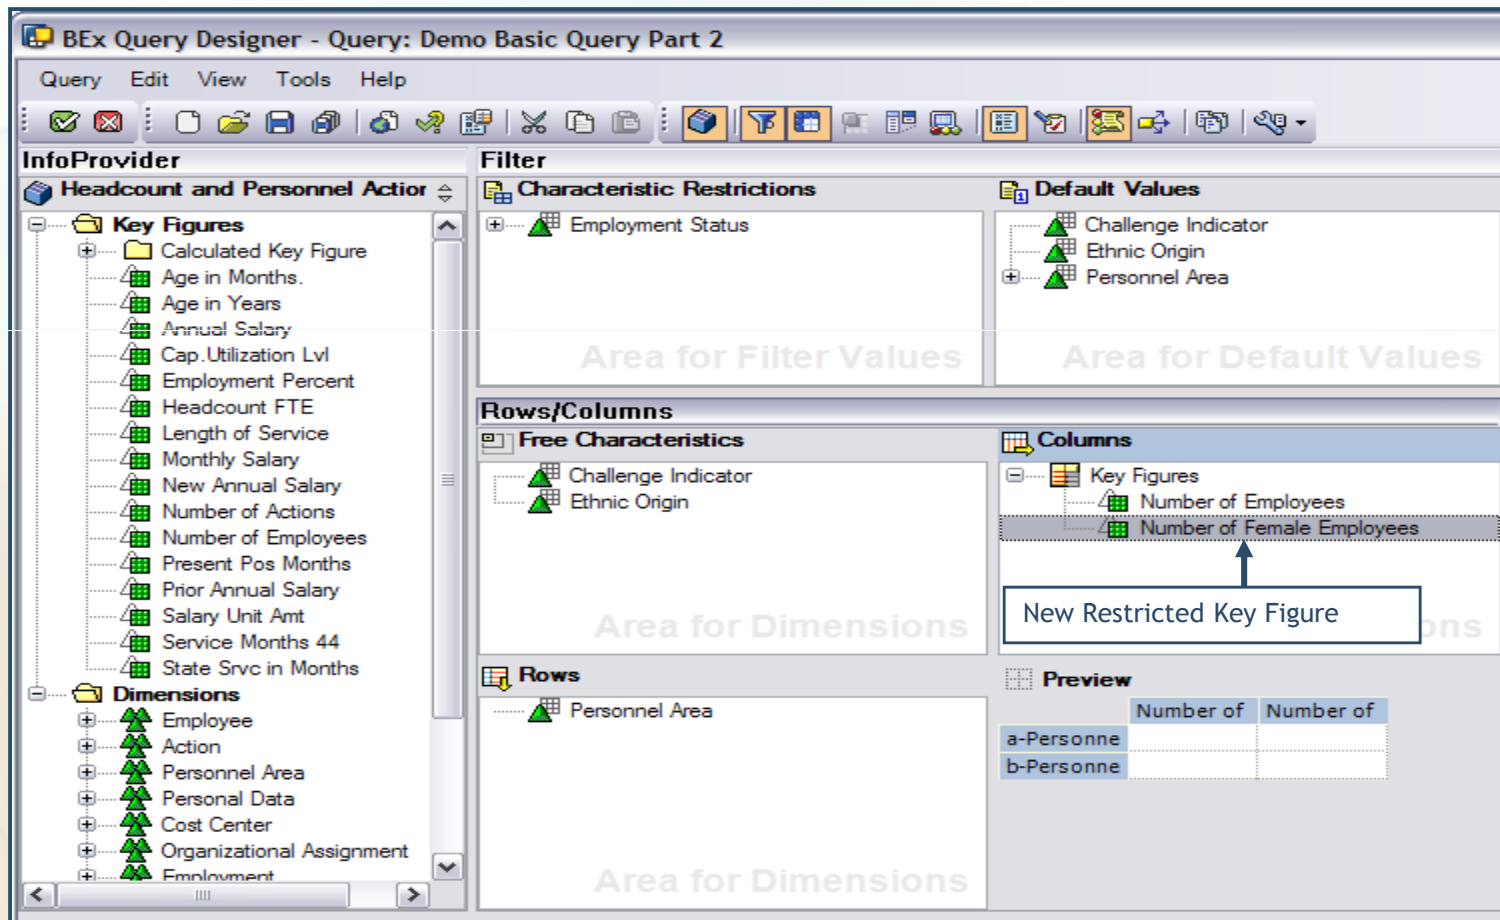 BEx Query Designer - Query: Demo Basic Query Part 2
Query Edit View Tools Help
InfoProvider
Headcount and Personnel Action
Key Figures
Calculated Key Figure
Age in Months.
Age in Years
Annual Salary
Cap.Utilization Lvl
Employment Percent
Headcount FTE
Length of Service
Monthly Salary
New Annual Salary
Number of Actions
Number of Employees
Present Pos Months
Prior Annual Salary
Salary Unit Amt
Service Months 44
State Srvc in Months
Dimensions
Employee
Action
Personnel Area
Personal Data
Cost Center
Organizational Assignment
Employment
Filter
Characteristic Restrictions
Employment Status
Area for Filter Values
Default Values
Challenge Indicator
Ethnic Origin
Personnel Area
Area for Default Values
Rows/Columns
Free Characteristics
Challenge Indicator
Ethnic Origin
Area for Dimensions
Columns
Key Figures
Number of Employees
Number of Female Employees
New Restricted Key Figure
ons
Rows
Personnel Area
Area for Dimensions
Preview
Number of Number of
a-Personne
b-Personne